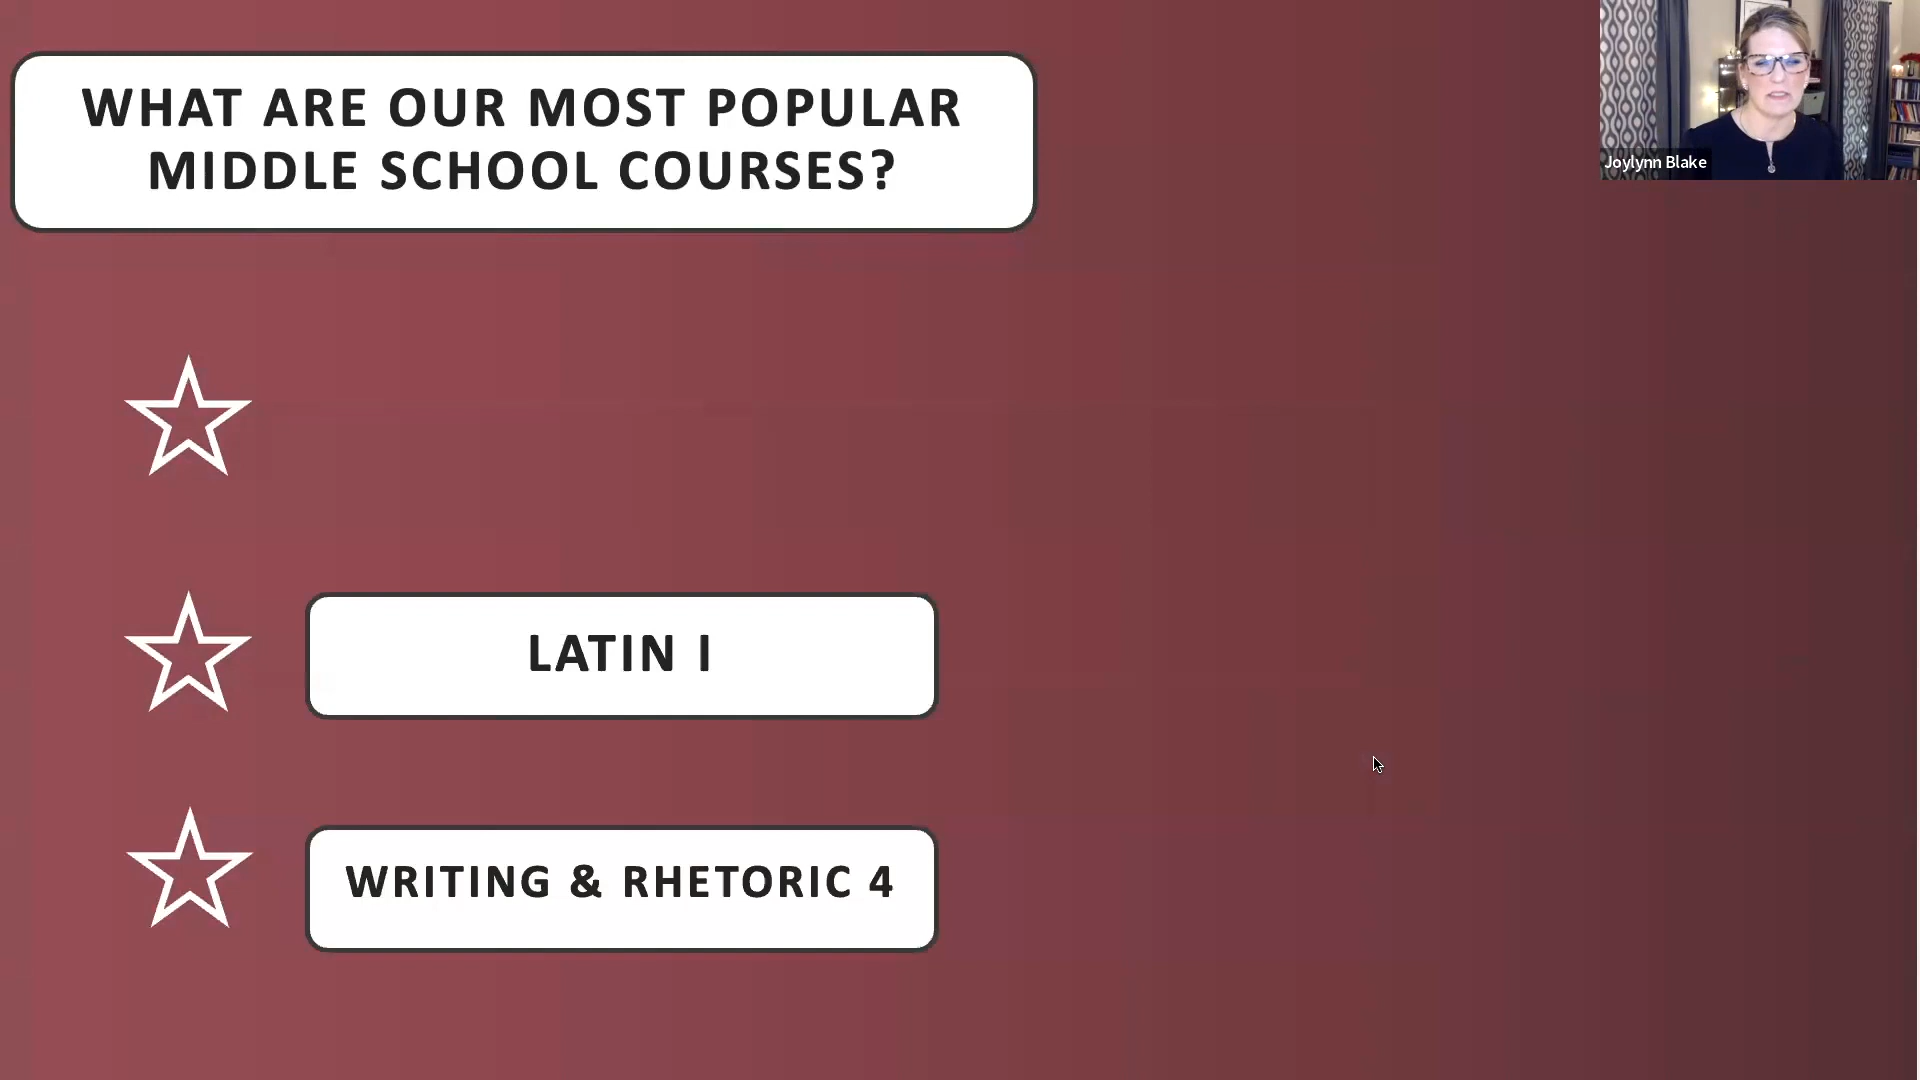 WHAT ARE OUR MOST POPULAR
MIDDLE SCHOOL COURSES?
Joylynn Blake
LATIN I
WRITING & RHETORIC 4